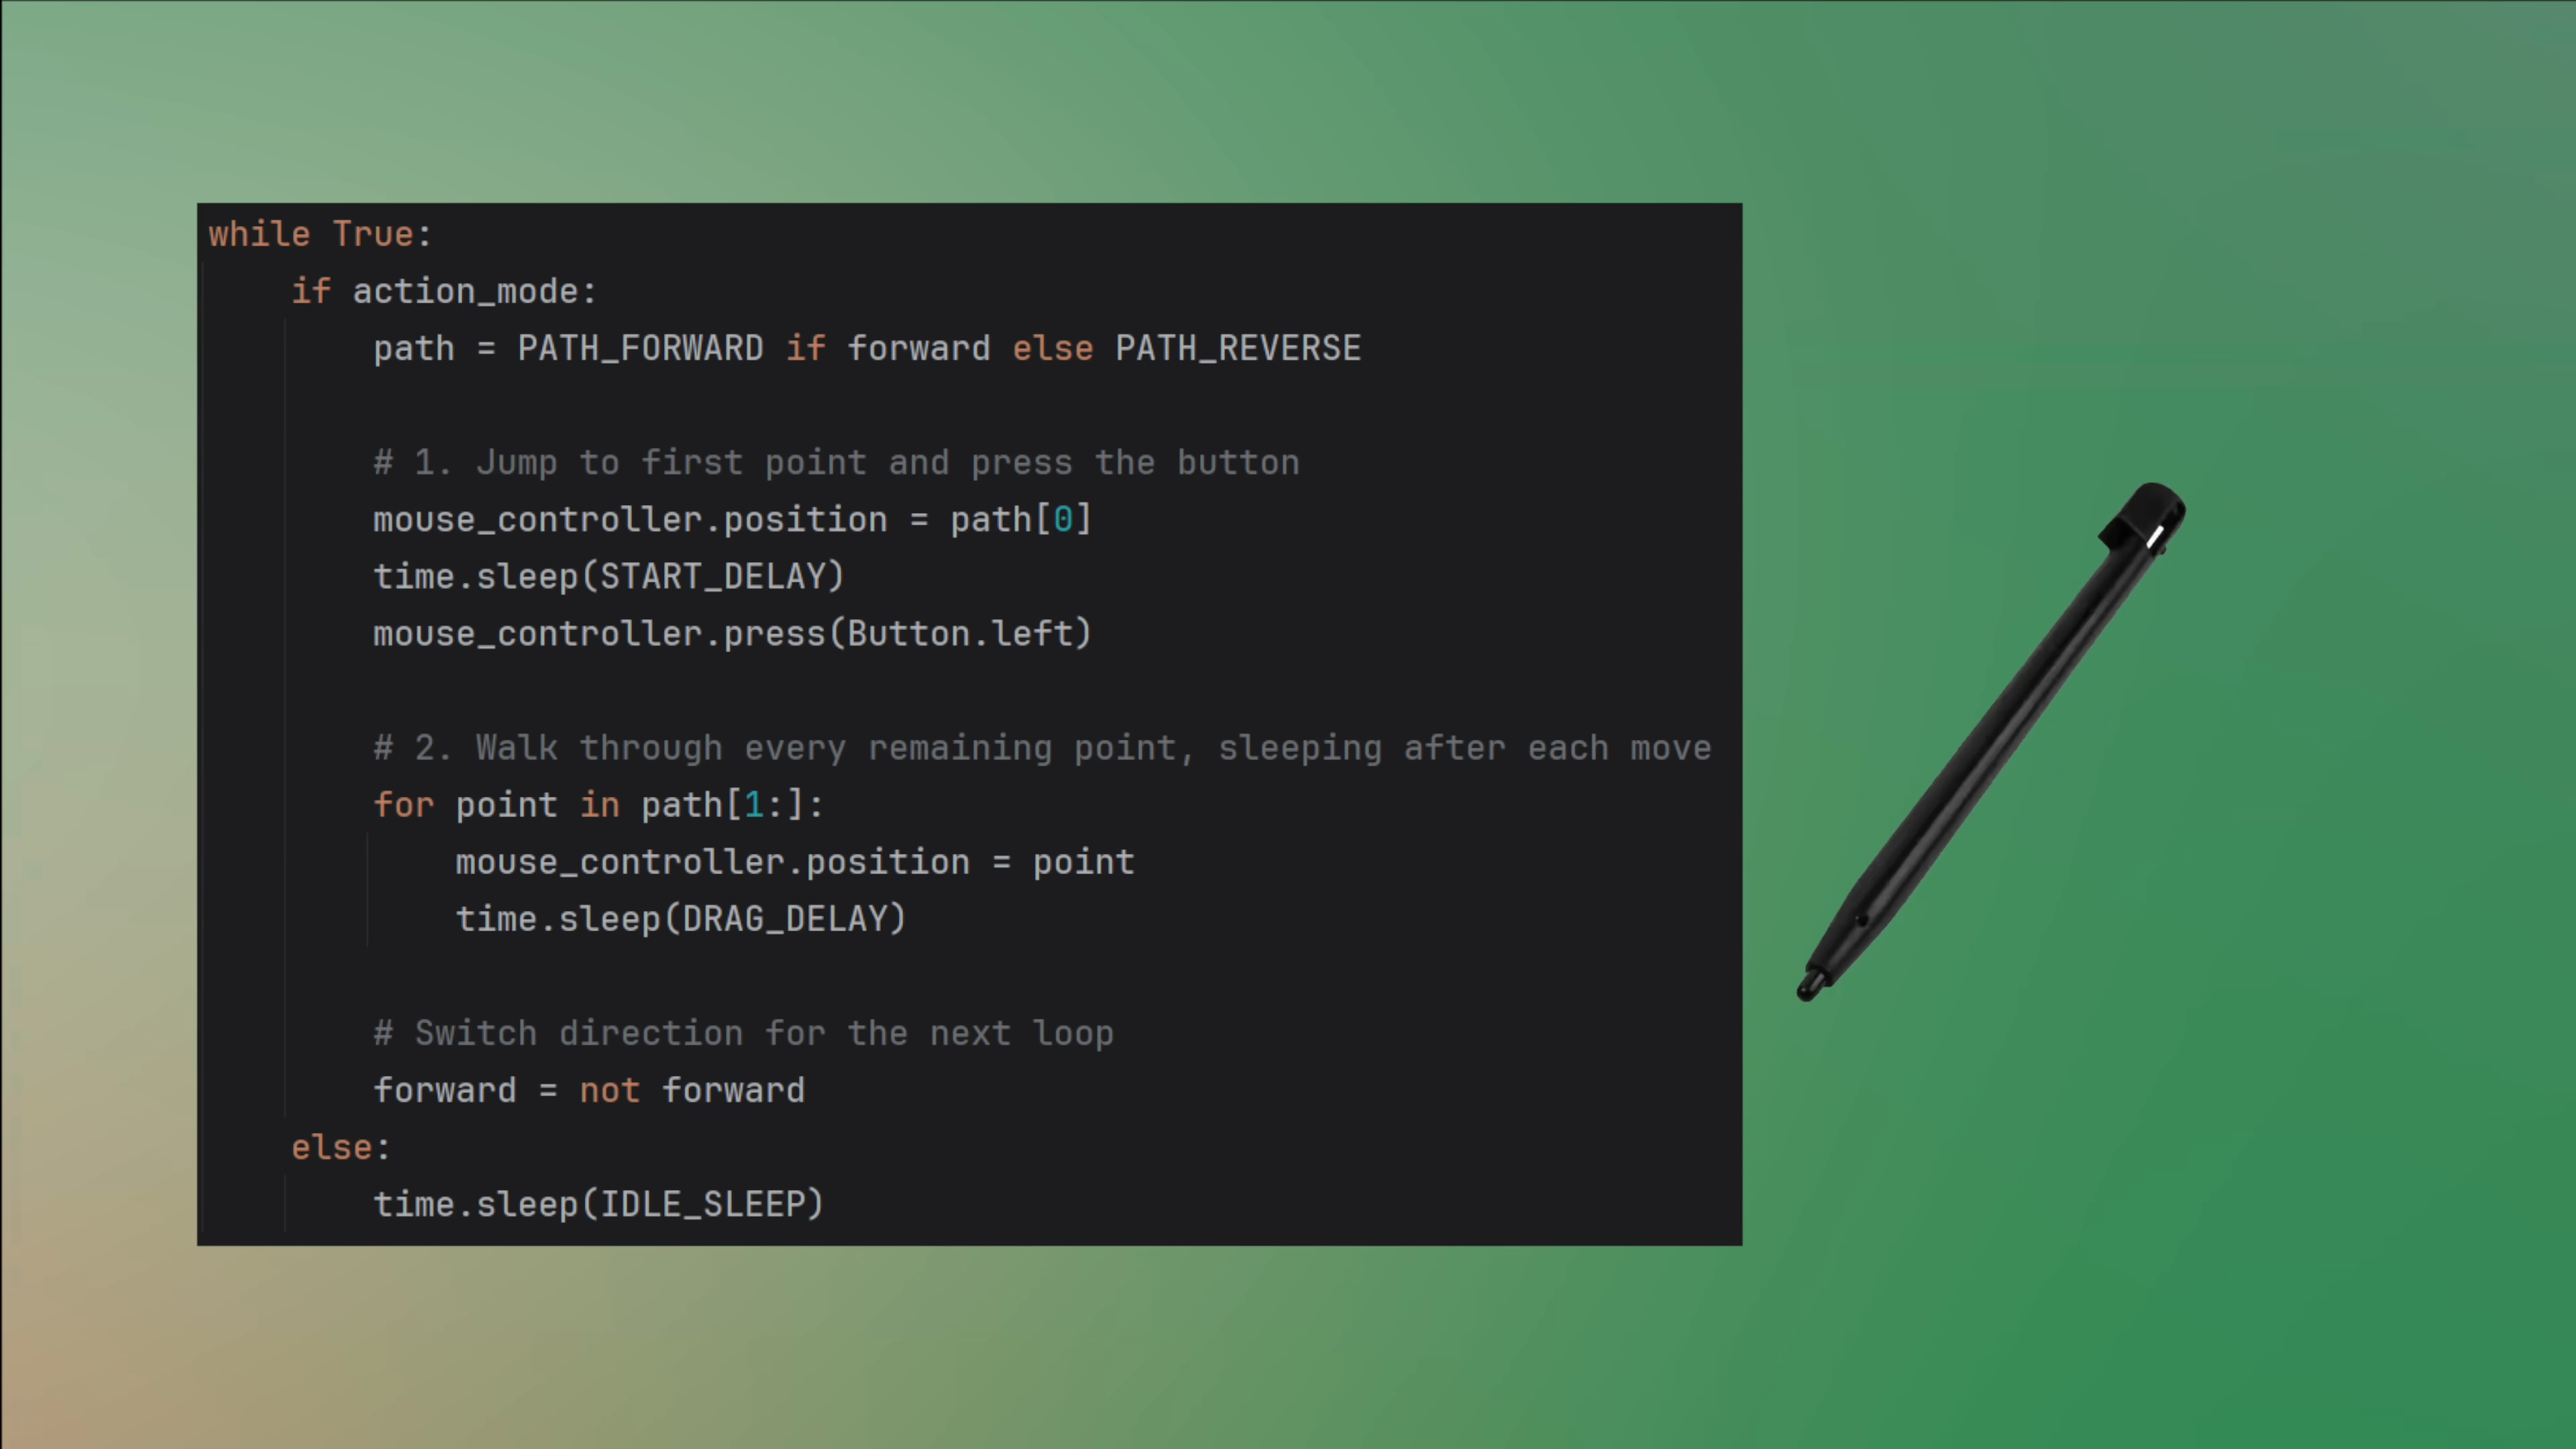 while True:
    if action_mode:
        path = PATH_FORWARD if forward else PATH_REVERSE
        # 1. Jump to first point and press the button
        mouse_controller.position = path[0]
        time.sleep(START_DELAY)
        mouse_controller.press(Button.left)
        # 2. Walk through every remaining point, sleeping after each move
        for point in path[1:]:
            mouse_controller.position = point
            time.sleep(DRAG_DELAY)
        # Switch direction for the next loop
        forward = not forward
    else:
        time.sleep(IDLE_SLEEP)